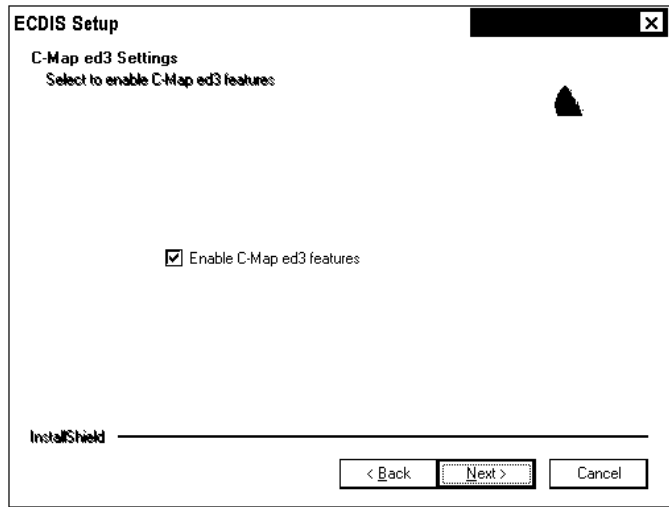 ECDIS Setup
C-Map ed3 Settings
Select to enable C-Map ed3 features
Enable C-Map ed3 features
InstallShield
< Back Next > Cancel